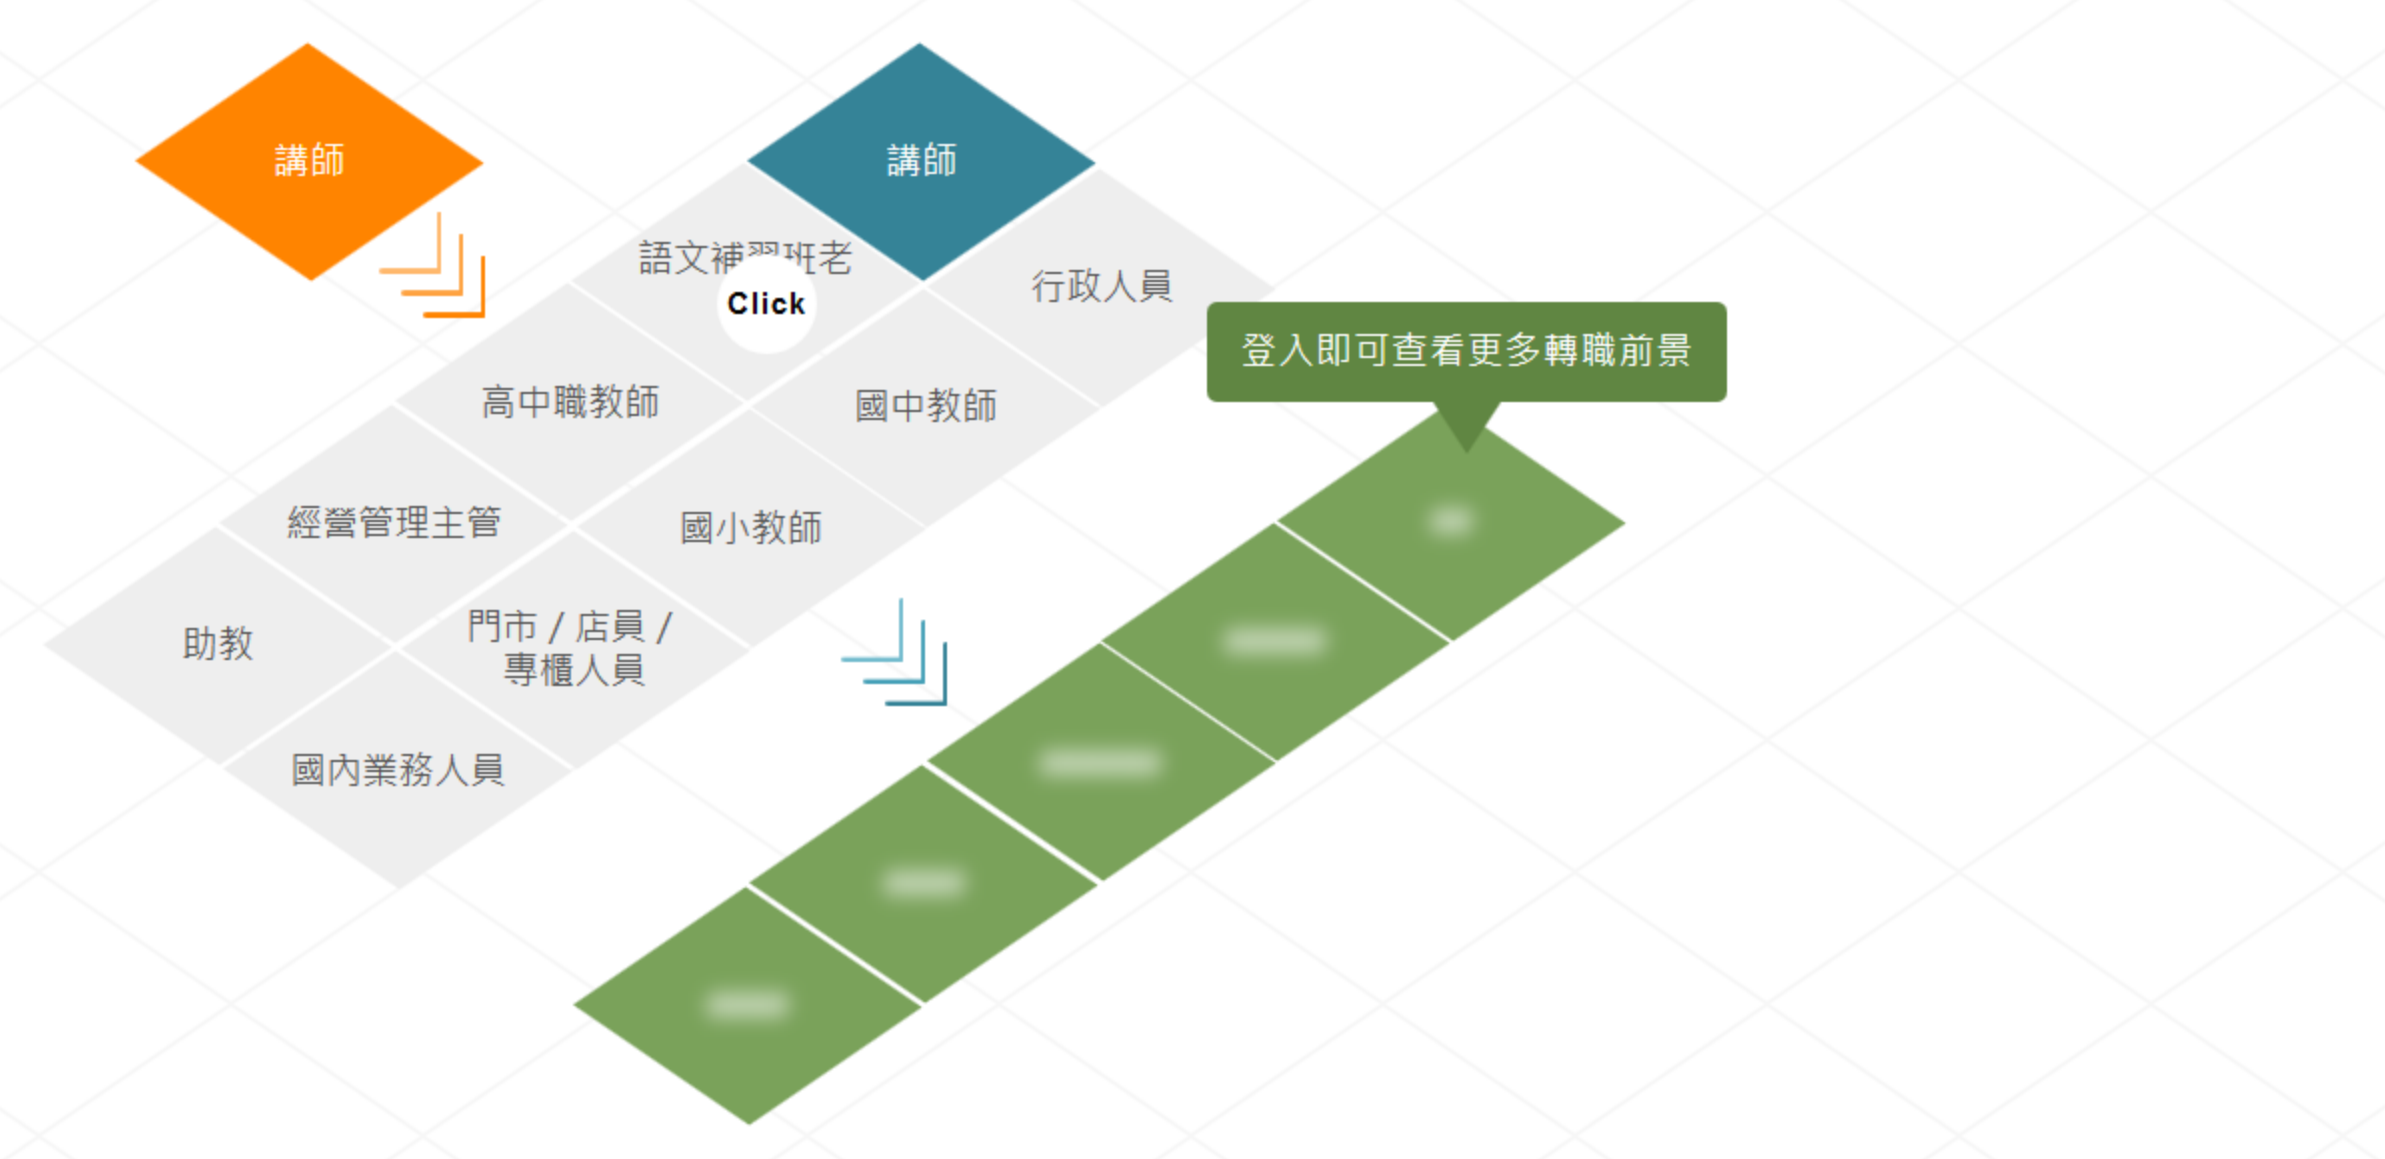 講師
講師
語文補習班老
Click
行政人員
登入即可查看更多轉職前景
高中職教師
國中教師
經營管理主管
國小教師
助教
門市 / 店員 /
專櫃人員
國內業務人員